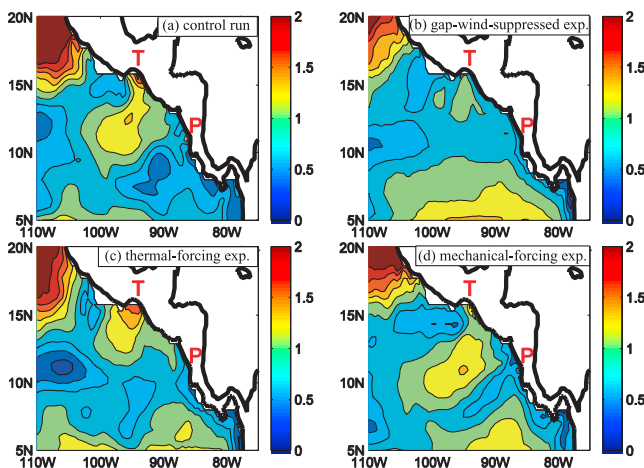 (a) control run
(b) gap-wind-suppressed exp.
20N
15N
10N
5N
110W
100W
90W
80W
T
P
2
1.5
1
0.5
0
20N
15N
10N
5N
110W
100W
90W
80W
T
P
2
1.5
1
0.5
0
(c) thermal-forcing exp.
(d) mechanical-forcing exp.
20N
15N
10N
5N
110W
100W
90W
80W
T
P
2
1.5
1
0.5
0
20N
15N
10N
5N
110W
100W
90W
80W
T
P
2
1.5
1
0.5
0